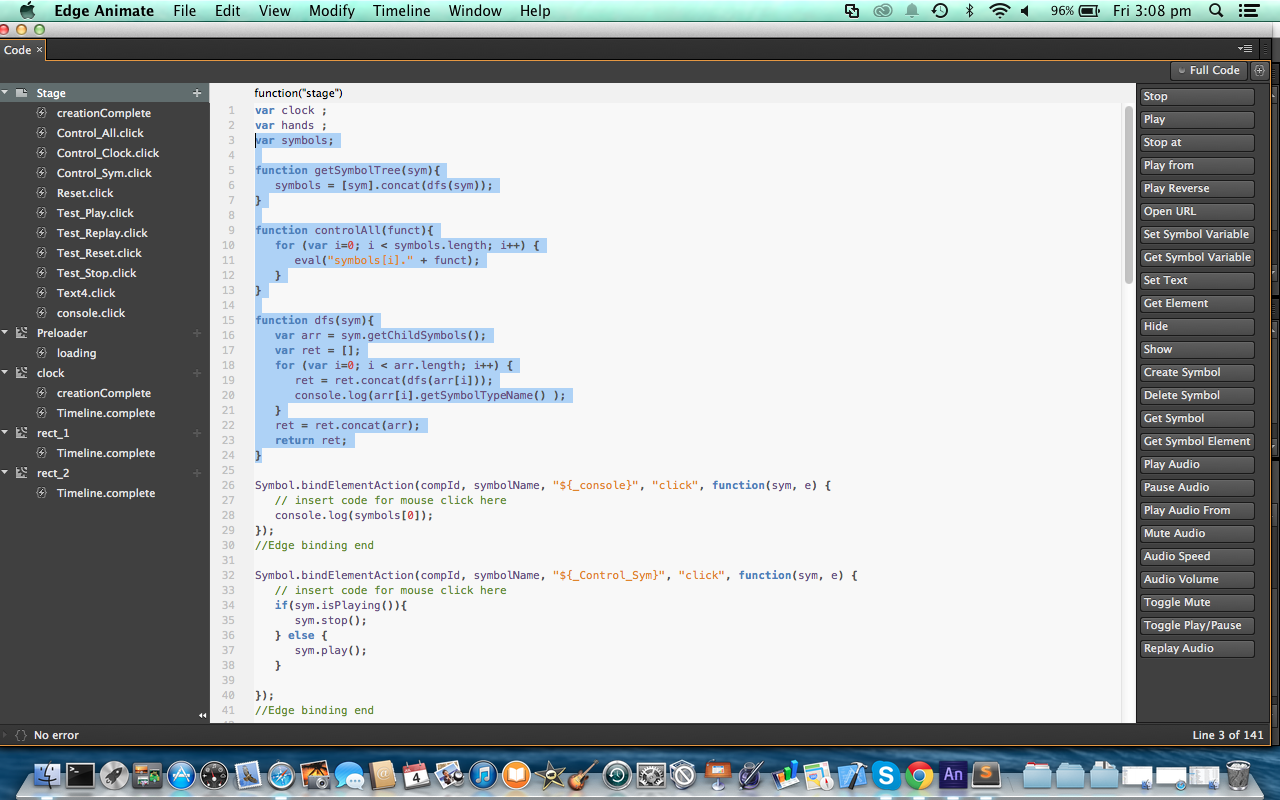 Edge Animate File Edit View Modify Timeline Window Help 96% Fri 3:08 pm
Code ×
Full Code
Stage
creationComplete
Control_All.click
Control_Clock.click
Control_Sym.click
Reset.click
Test_Play.click
Test_Replay.click
Test_Reset.click
Test_Stop.click
Text4.click
console.click
Preloader
loading
clock
creationComplete
Timeline.complete
rect_1
Timeline.complete
rect_2
Timeline.complete
function("stage")
1 var clock ;
2 var hands ;
3 var symbols;
4
5 function getSymbolTree(sym){
6 symbols = [sym].concat(dfs(sym));
7 }
8
9 function controlAll(funct){
10 for (var i=0; i < symbols.length; i++) {
11 eval("symbols[i]." + funct);
12 }
13 }
14
15 function dfs(sym){
16 var arr = sym.getChildSymbols();
17 var ret = [];
18 for (var i=0; i < arr.length; i++) {
19 ret = ret.concat(dfs(arr[i]));
20 console.log(arr[i].getSymbolTypeName() );
21 }
22 ret = ret.concat(arr);
23 return ret;
24 }
25
26 Symbol.bindElementAction(compId, symbolName, "${_console}", "click", function(sym, e) {
27 // insert code for mouse click here
28 console.log(symbols[0]);
29 });
30 //Edge binding end
31
32 Symbol.bindElementAction(compId, symbolName, "${_Control_Sym}", "click", function(sym, e) {
33 // insert code for mouse click here
34 if(sym.isPlaying()){
35 sym.stop();
36 } else {
37 sym.play();
38 }
39
40 });
41 //Edge binding end
Stop
Play
Stop at
Play from
Play Reverse
Open URL
Set Symbol Variable
Get Symbol Variable
Set Text
Get Element
Hide
Show
Create Symbol
Delete Symbol
Get Symbol
Get Symbol Element
Play Audio
Pause Audio
Play Audio From
Mute Audio
Audio Speed
Audio Volume
Toggle Mute
Toggle Play/Pause
Replay Audio
{} No error
Line 3 of 141
4
An
S